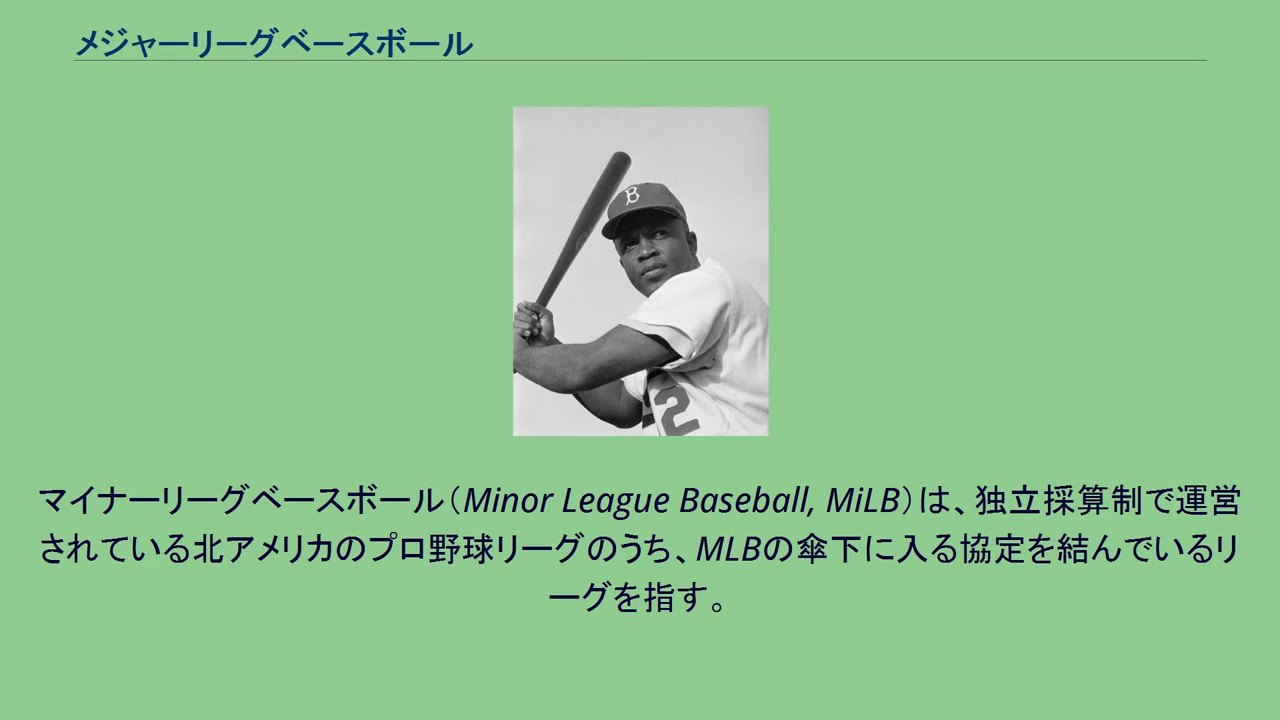 メジャーリーグベースボール
B
2
マイナーリーグベースボール（Minor League Baseball, MiLB）は、独立採算制で運営
されている北アメリカのプロ野球リーグのうち、MLBの傘下に入る協定を結んでいるリ
ーグを指す。